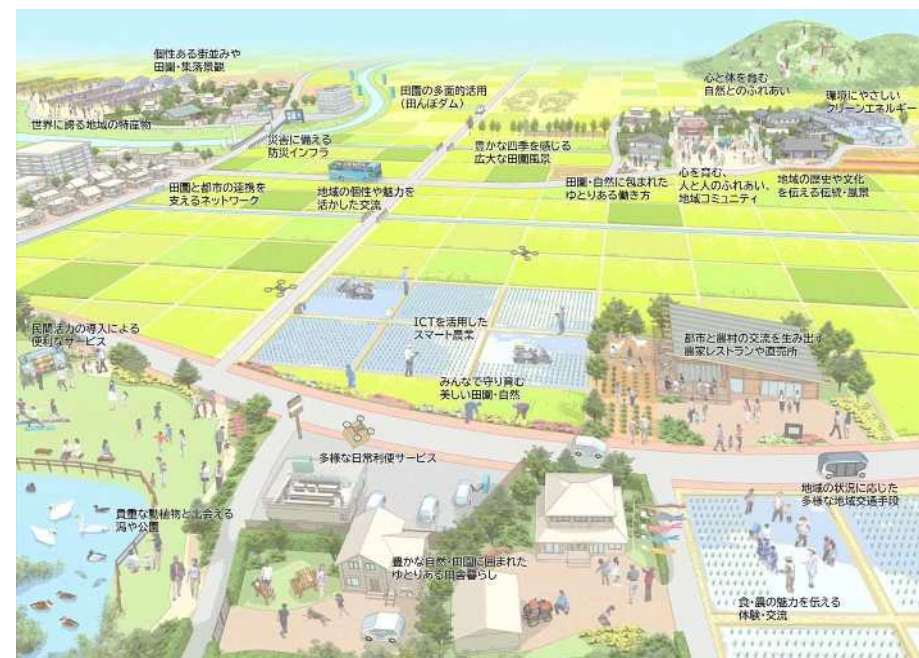 個性ある街並みや
田園・集落景観
世界に誇る地域の特産物
災害に備える
防災インフラ
田園の多面的活用
(田んぼダム)
豊かな四季を感じる
広大な田園風景
心と体を育む
自然とのふれあい
環境にやさしい
クリーンエネルギー
田園と都市の連携を
支えるネットワーク
地域の個性や魅力を
活かした交流
田園・自然に包まれた
ゆとりある働き方
心を育む、
人と人のふれあい、
地域コミュニティ
地域の歴史や文化
を伝える伝統・風景
民間活力の導入による
便利なサービス
ICTを活用した
スマート農業
都市と農村の交流を生み出す
農家レストランや直売所
みんなで守り育む
美しい田園・自然
多様な日常利便サービス
地域の状況に応じた
多様な地域交通手段
貴重な動植物と出会える
潟や公園
豊かな自然・田園に囲まれた
ゆとりある田舎暮らし
食・農の魅力を伝える
体験・交流